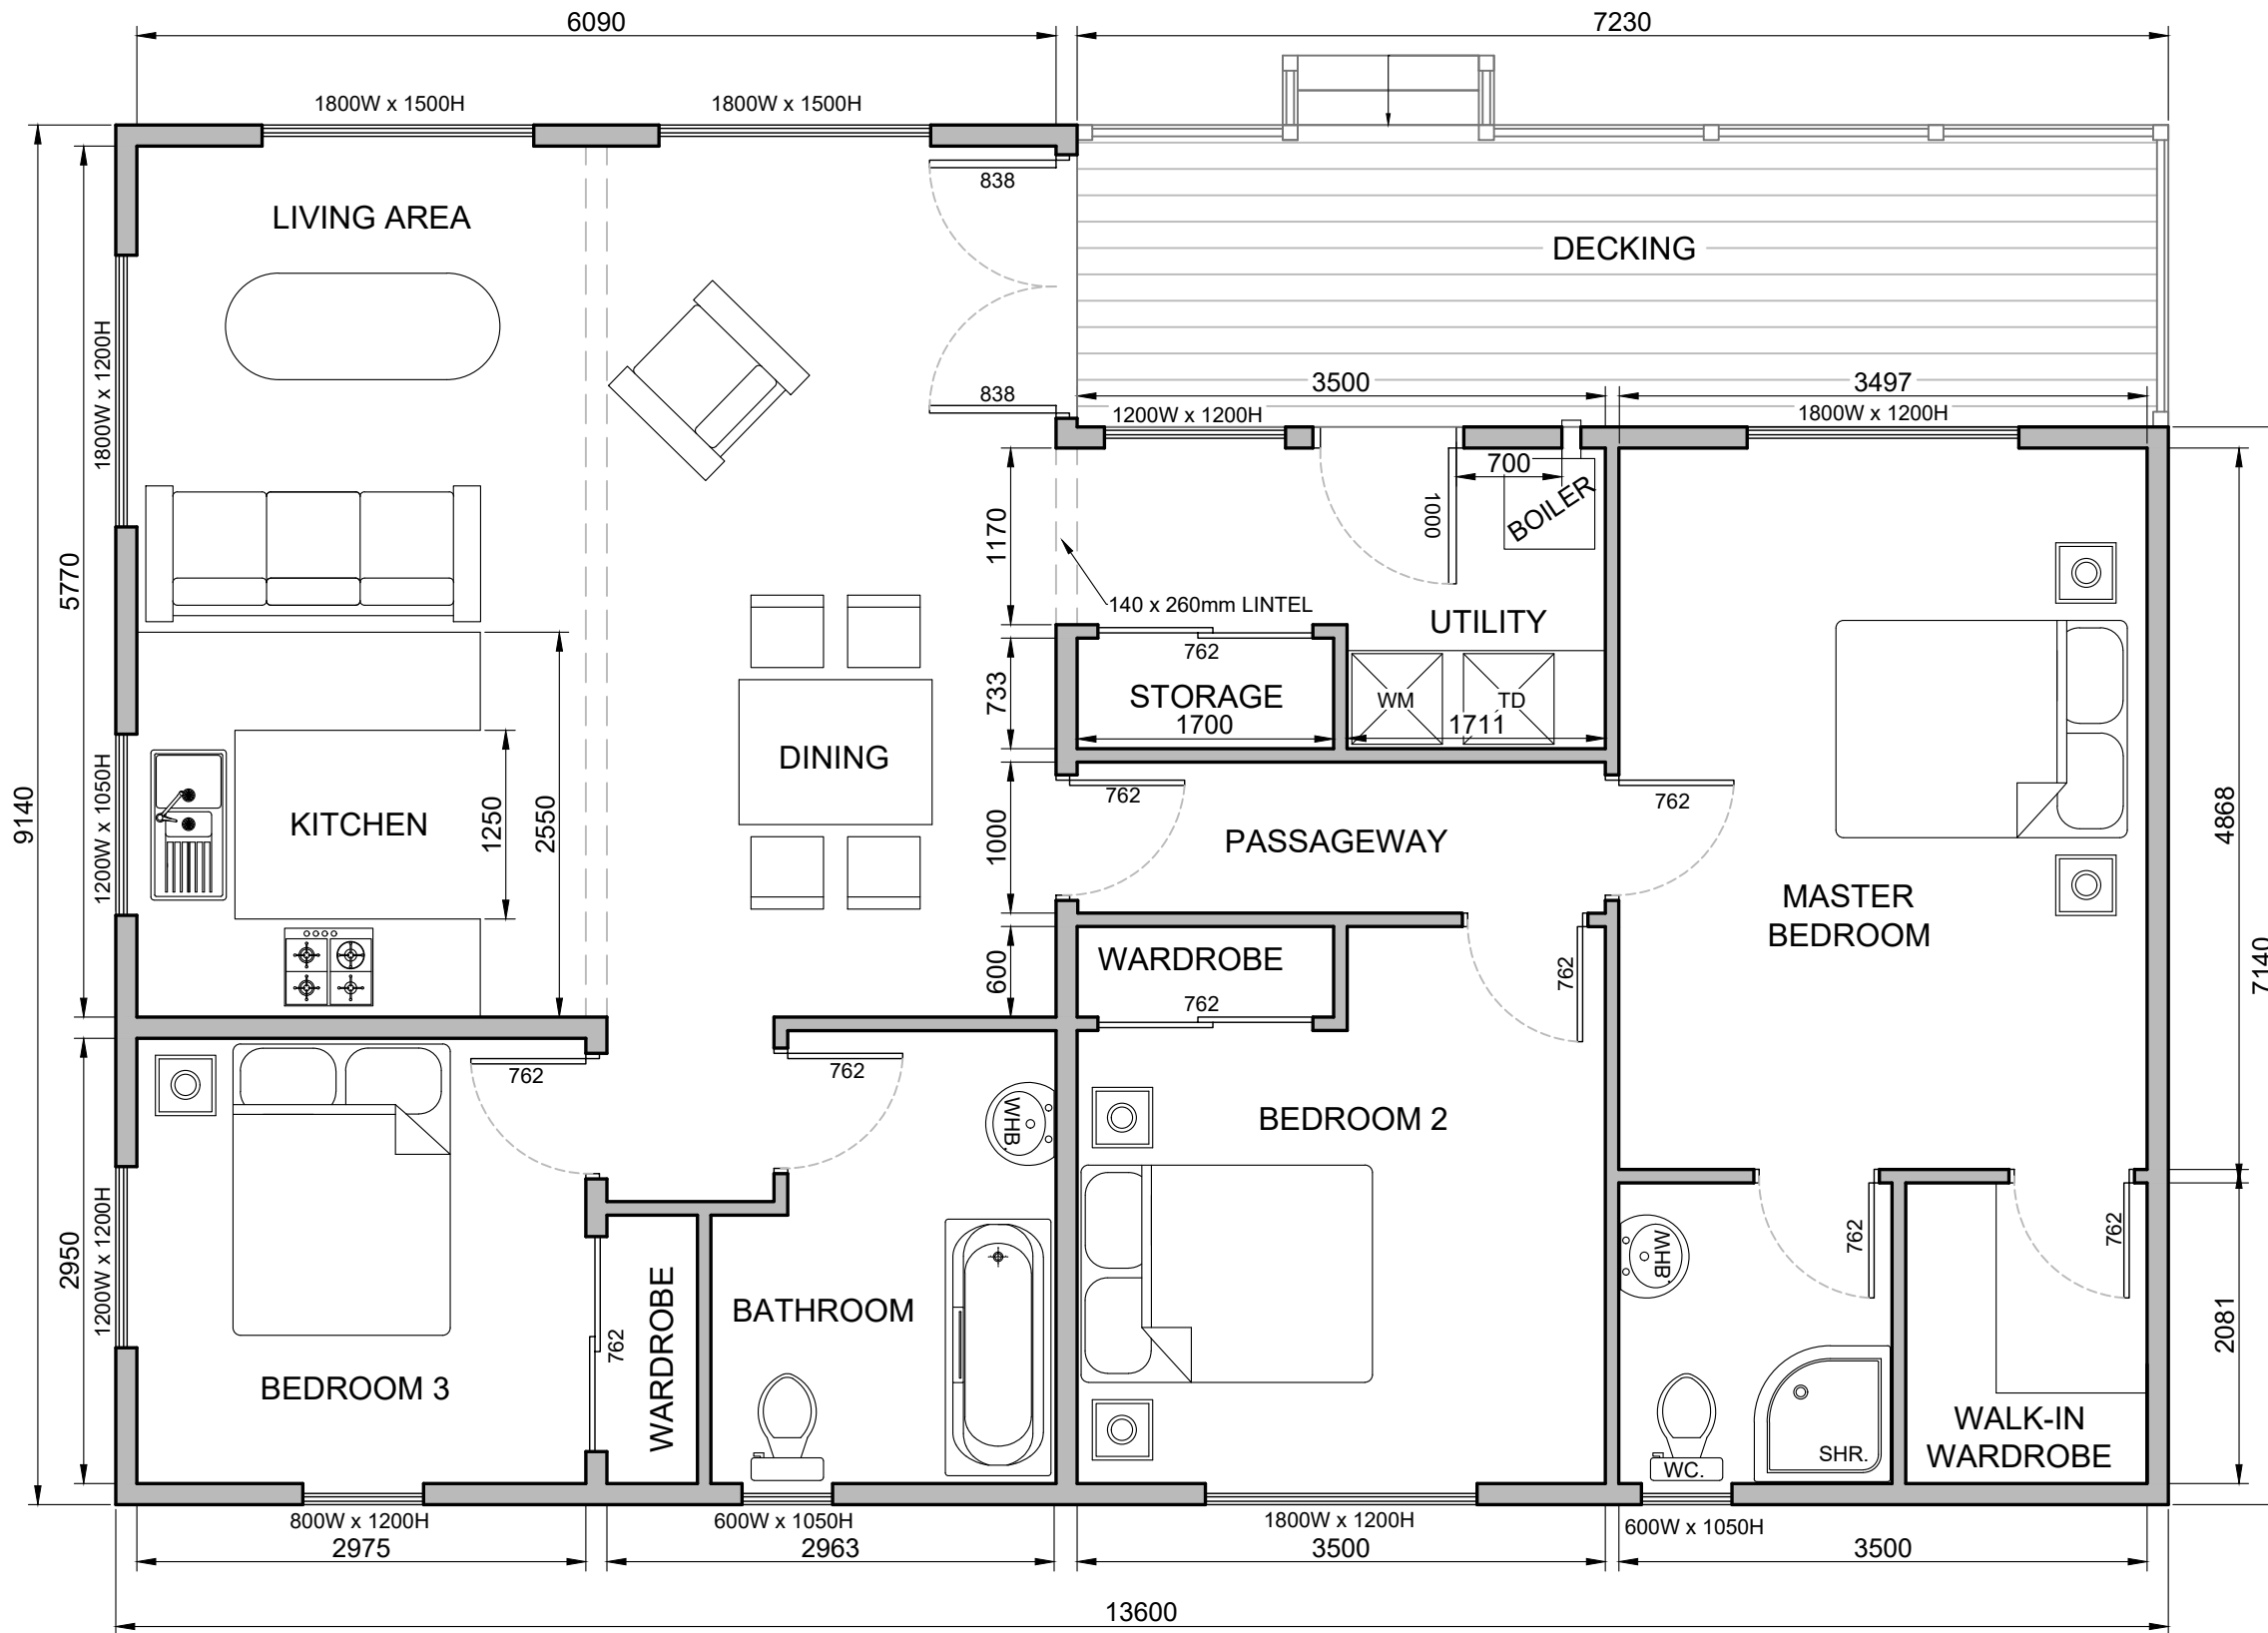 6090
7230
1800W x 1500H
1800W x 1500H
838
LIVING AREA
DECKING
1800W x 1200H
838
3500
3497
1200W x 1200H
1800W x 1200H
700
BOILER
1000
1170
5770
140 x 260mm LINTEL
UTILITY
762
733
STORAGE
1700
WM
TD
1711
DINING
9140
1200W x 1050H
KITCHEN
1250
2550
1000
762
PASSAGEWAY
762
4868
MASTER
BEDROOM
7140
600
WARDROBE
762
762
762
762
WHB.
BEDROOM 2
2950
1200W x 1200H
BEDROOM 3
762
WARDROBE
BATHROOM
WHB.
762
762
2081
WC.
SHR.
WALK-IN
WARDROBE
800W x 1200H
600W x 1050H
1800W x 1200H
600W x 1050H
2975
2963
3500
3500
13600